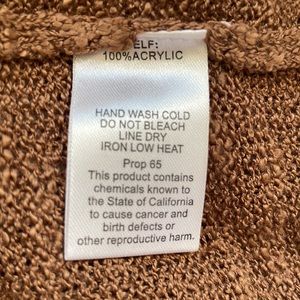 ELF:
100%ACRYLIC
HAND WASH COLD
DO NOT BLEACH
LINE DRY
IRON LOW HEAT
Prop 65
This product contains
chemicals known to
the State of California
to cause cancer and
birth defects or
other reproductive harm.